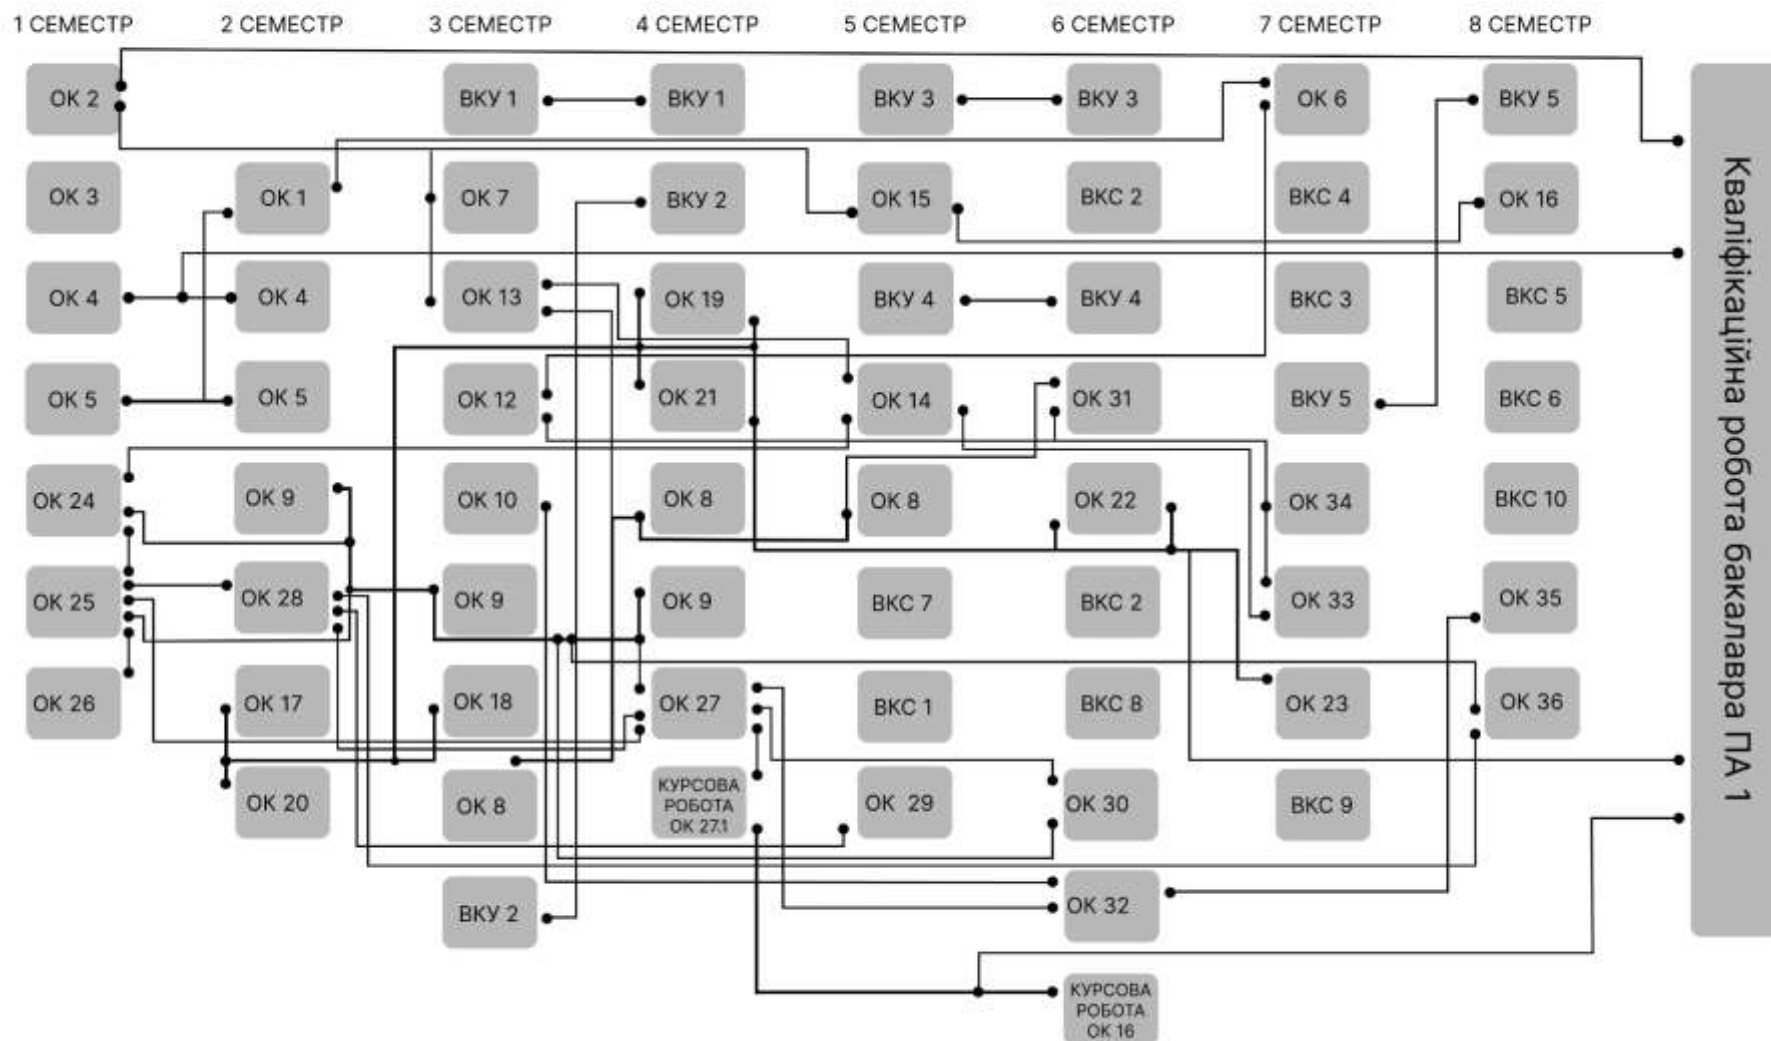 1 СЕМЕСТР 2 СЕМЕСТР 3 СЕМЕСТР 4 СЕМЕСТР 5 СЕМЕСТР 6 СЕМЕСТР 7 СЕМЕСТР 8 СЕМЕСТР
ОК 2 ВКУ 1 ВКУ 1 ВКУ 3 ВКУ 3 ОК 6 ВКУ 5
ОК 3 ОК 1 ОК 7 ВКУ 2 ОК 15 ВКС 2 ВКС 4 ОК 16
ОК 4 ОК 4 ОК 13 ОК 19 ВКУ 4 ВКУ 4 ВКС 3 ВКС 5
ОК 5 ОК 5 ОК 12 ОК 21 ОК 14 ОК 31 ВКУ 5 ВКС 6
ОК 24 ОК 9 ОК 10 ОК 8 ОК 8 ОК 22 ОК 34 ВКС 10
ОК 25 ОК 28 ОК 9 ОК 9 ВКС 7 ВКС 2 ОК 33 ОК 35
ОК 26 ОК 17 ОК 18 ОК 27 ВКС 1 ВКС 8 ОК 23 ОК 36
ОК 20 ОК 8 КУРСОВА
РОБОТА
ОК 27.1 ОК 29 ОК 30 ВКС 9
ВКУ 2 ОК 32
КУРСОВА
РОБОТА
ОК 16
Кваліфікаційна робота бакалавра ПА 1